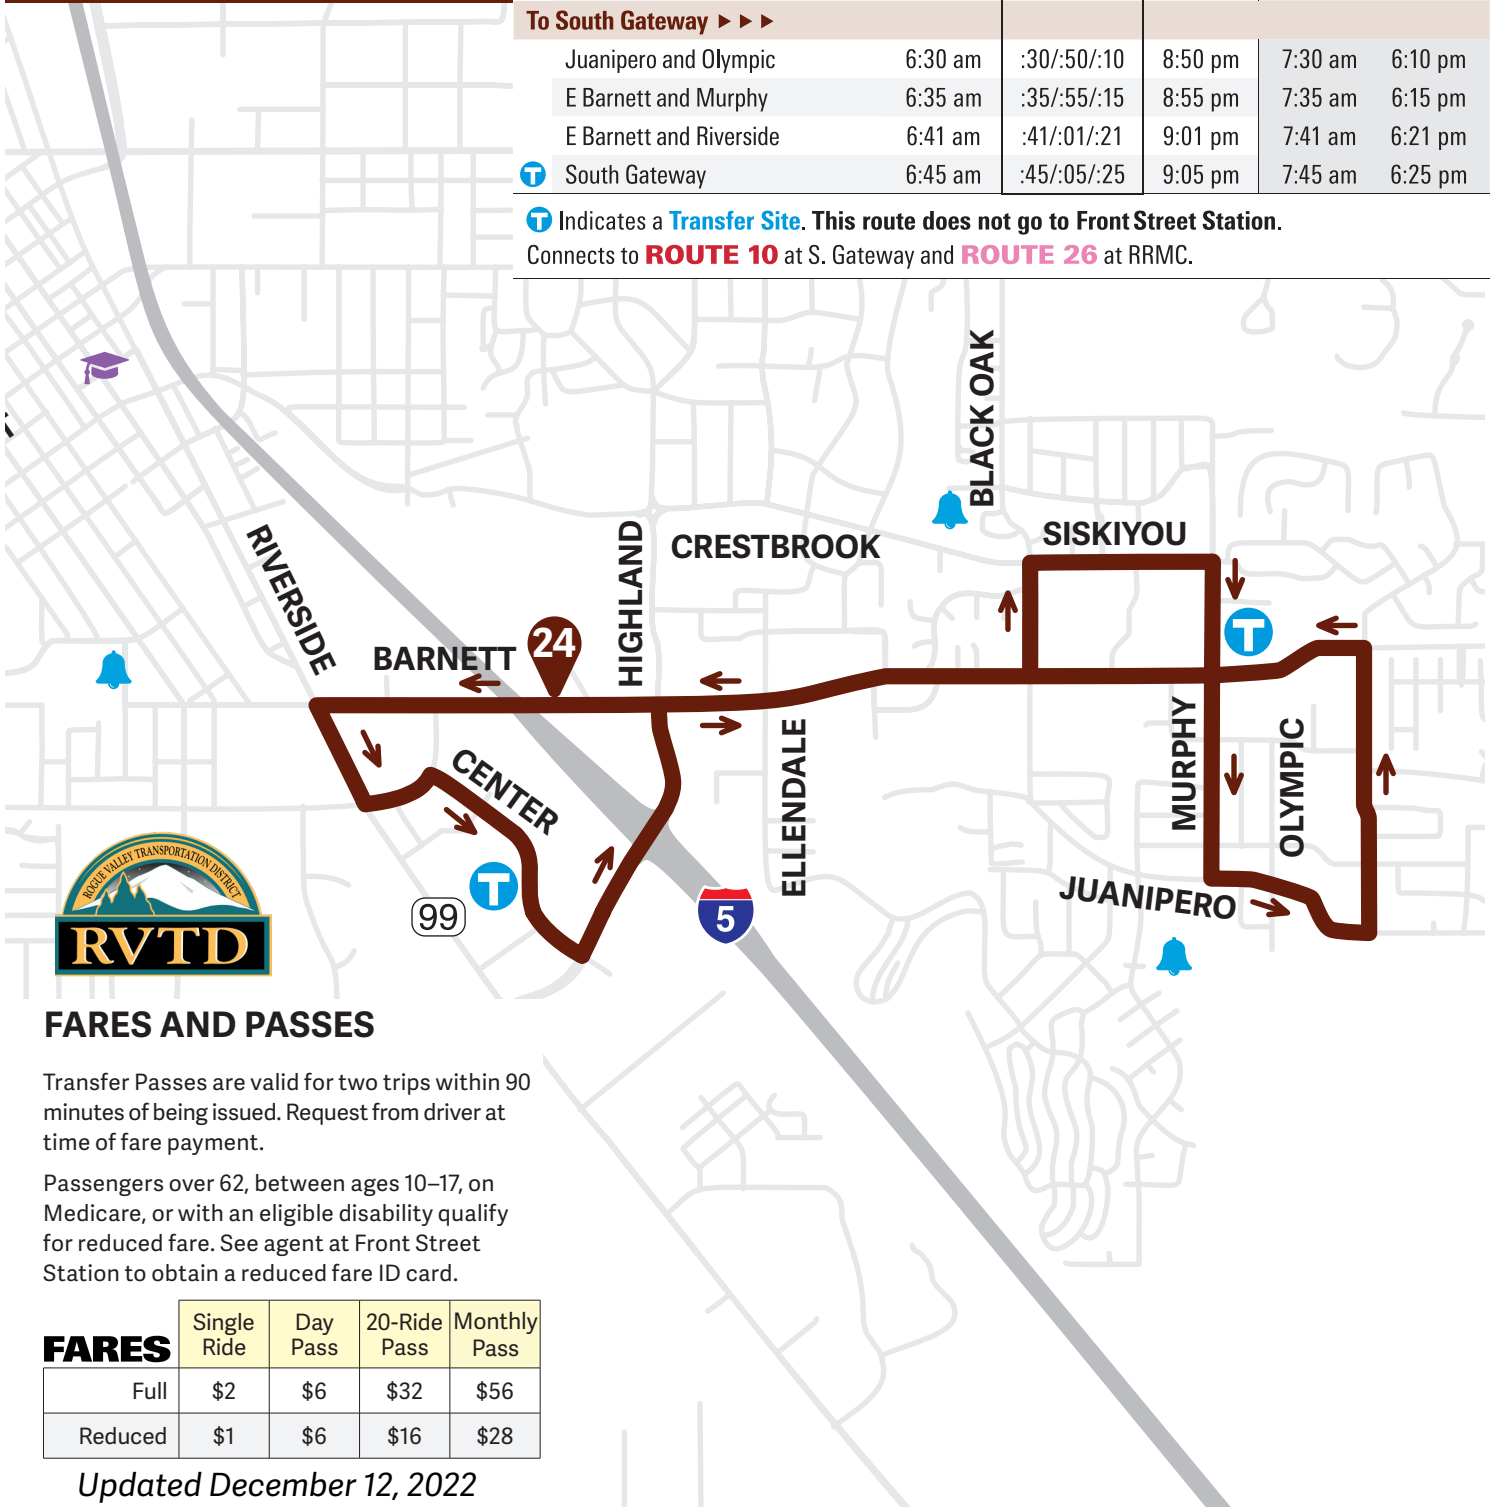 To South Gateway ▶ ▶ ▶
Juanipero and Olympic 6:30 am :30/:50/:10 8:50 pm 7:30 am 6:10 pm
E Barnett and Murphy 6:35 am :35/:55/:15 8:55 pm 7:35 am 6:15 pm
E Barnett and Riverside 6:41 am :41/:01/:21 9:01 pm 7:41 am 6:21 pm
T South Gateway 6:45 am :45/:05/:25 9:05 pm 7:45 am 6:25 pm
T Indicates a Transfer Site. This route does not go to Front Street Station.
Connects to ROUTE 10 at S. Gateway and ROUTE 26 at RRMC.
BLACK OAK
SISKIYOU
CRESTBROOK
HIGHLAND
RIVERSIDE
BARNETT
24
T
CENTER
ELLENDALE
MURPHY
OLYMPIC
JUANIPERO
T
99
5
ROGUE VALLEY TRANSPORTATION DISTRICT
RVTD
FARES AND PASSES
Transfer Passes are valid for two trips within 90
minutes of being issued. Request from driver at
time of fare payment.
Passengers over 62, between ages 10–17, on
Medicare, or with an eligible disability qualify
for reduced fare. See agent at Front Street
Station to obtain a reduced fare ID card.
FARES
Single Ride
Day Pass
20-Ride Pass
Monthly Pass
Full $2 $6 $32 $56
Reduced $1 $6 $16 $28
Updated December 12, 2022